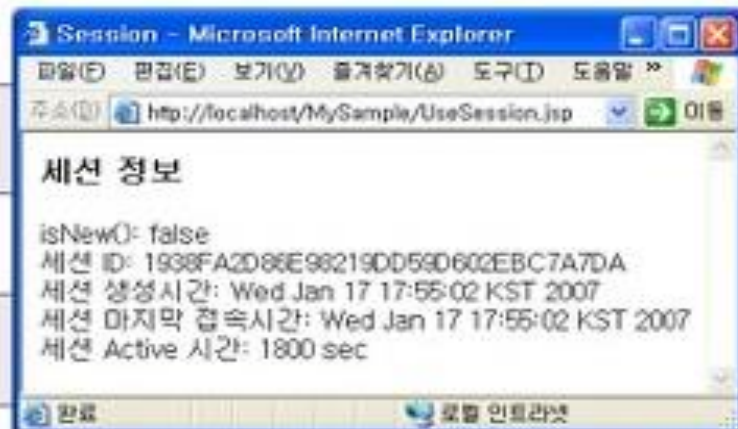 Session - Microsoft Internet Explorer
파일(F) 편집(E) 보기(V) 즐겨찾기(A) 도구(T) 도움말 »
주소(D) http://localhost/MySample/UseSession.jsp 이동
세션 정보
isNew(): false
세션 ID: 1938FA2D86E96219DD59D602EBC7A7DA
세션 생성시간: Wed Jan 17 17:55:02 KST 2007
세션 마지막 접속시간: Wed Jan 17 17:55:02 KST 2007
세션 Active 시간: 1800 sec
완료 로컬 인트라넷